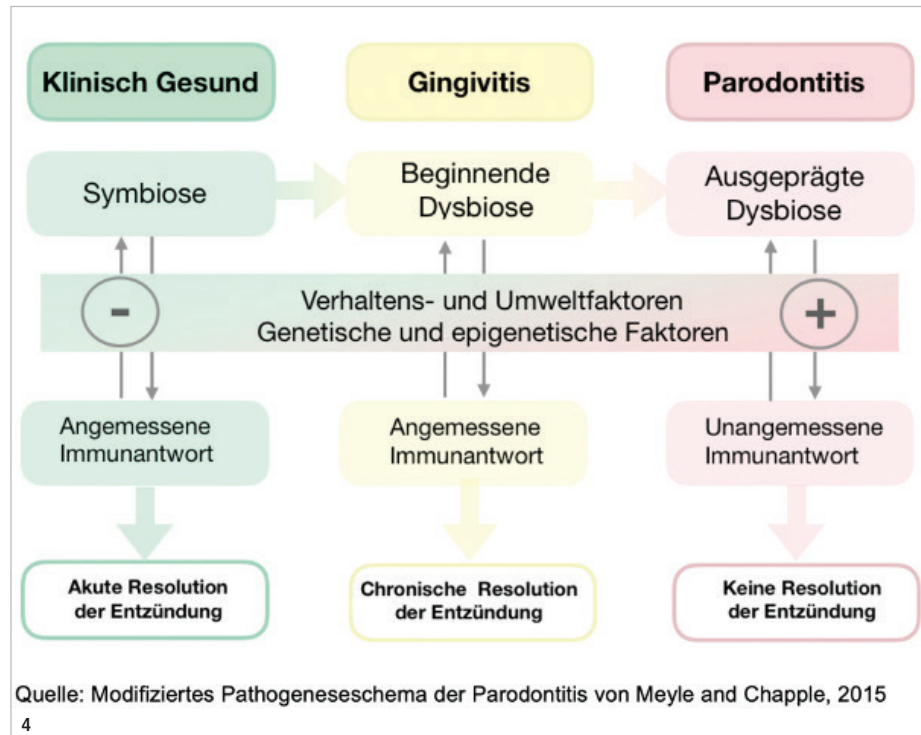 Klinisch Gesund
Gingivitis
Parodontitis
Symbiose
Beginnende
Dysbiose
Ausgeprägte
Dysbiose
-
Verhaltens- und Umweltfaktoren
Genetische und epigenetische Faktoren
+
Angemessene
Immunantwort
Angemessene
Immunantwort
Unangemessene
Immunantwort
Akute Resolution
der Entzündung
Chronische Resolution
der Entzündung
Keine Resolution
der Entzündung
Quelle: Modifiziertes Pathogeneseschema der Parodontitis von Meyle and Chapple, 2015
4